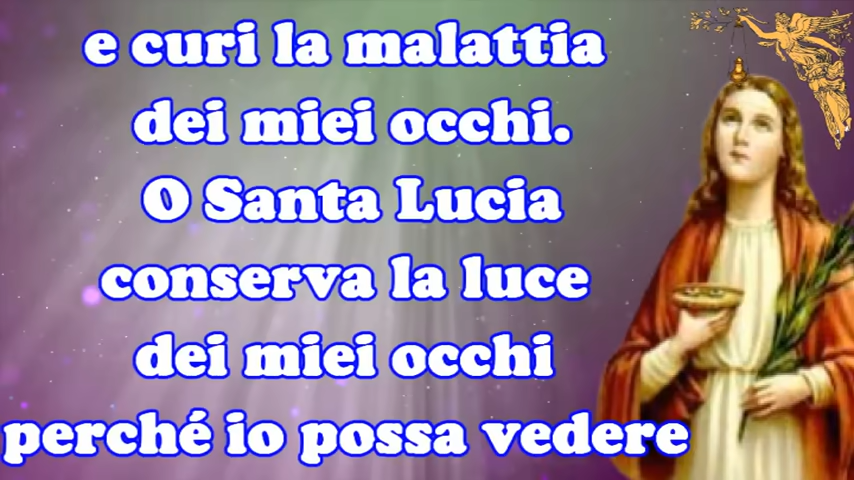 e curi la malattia
dei miei occhi.
O Santa Lucia
conserva la luce
dei miei occhi
perché io possa vedere